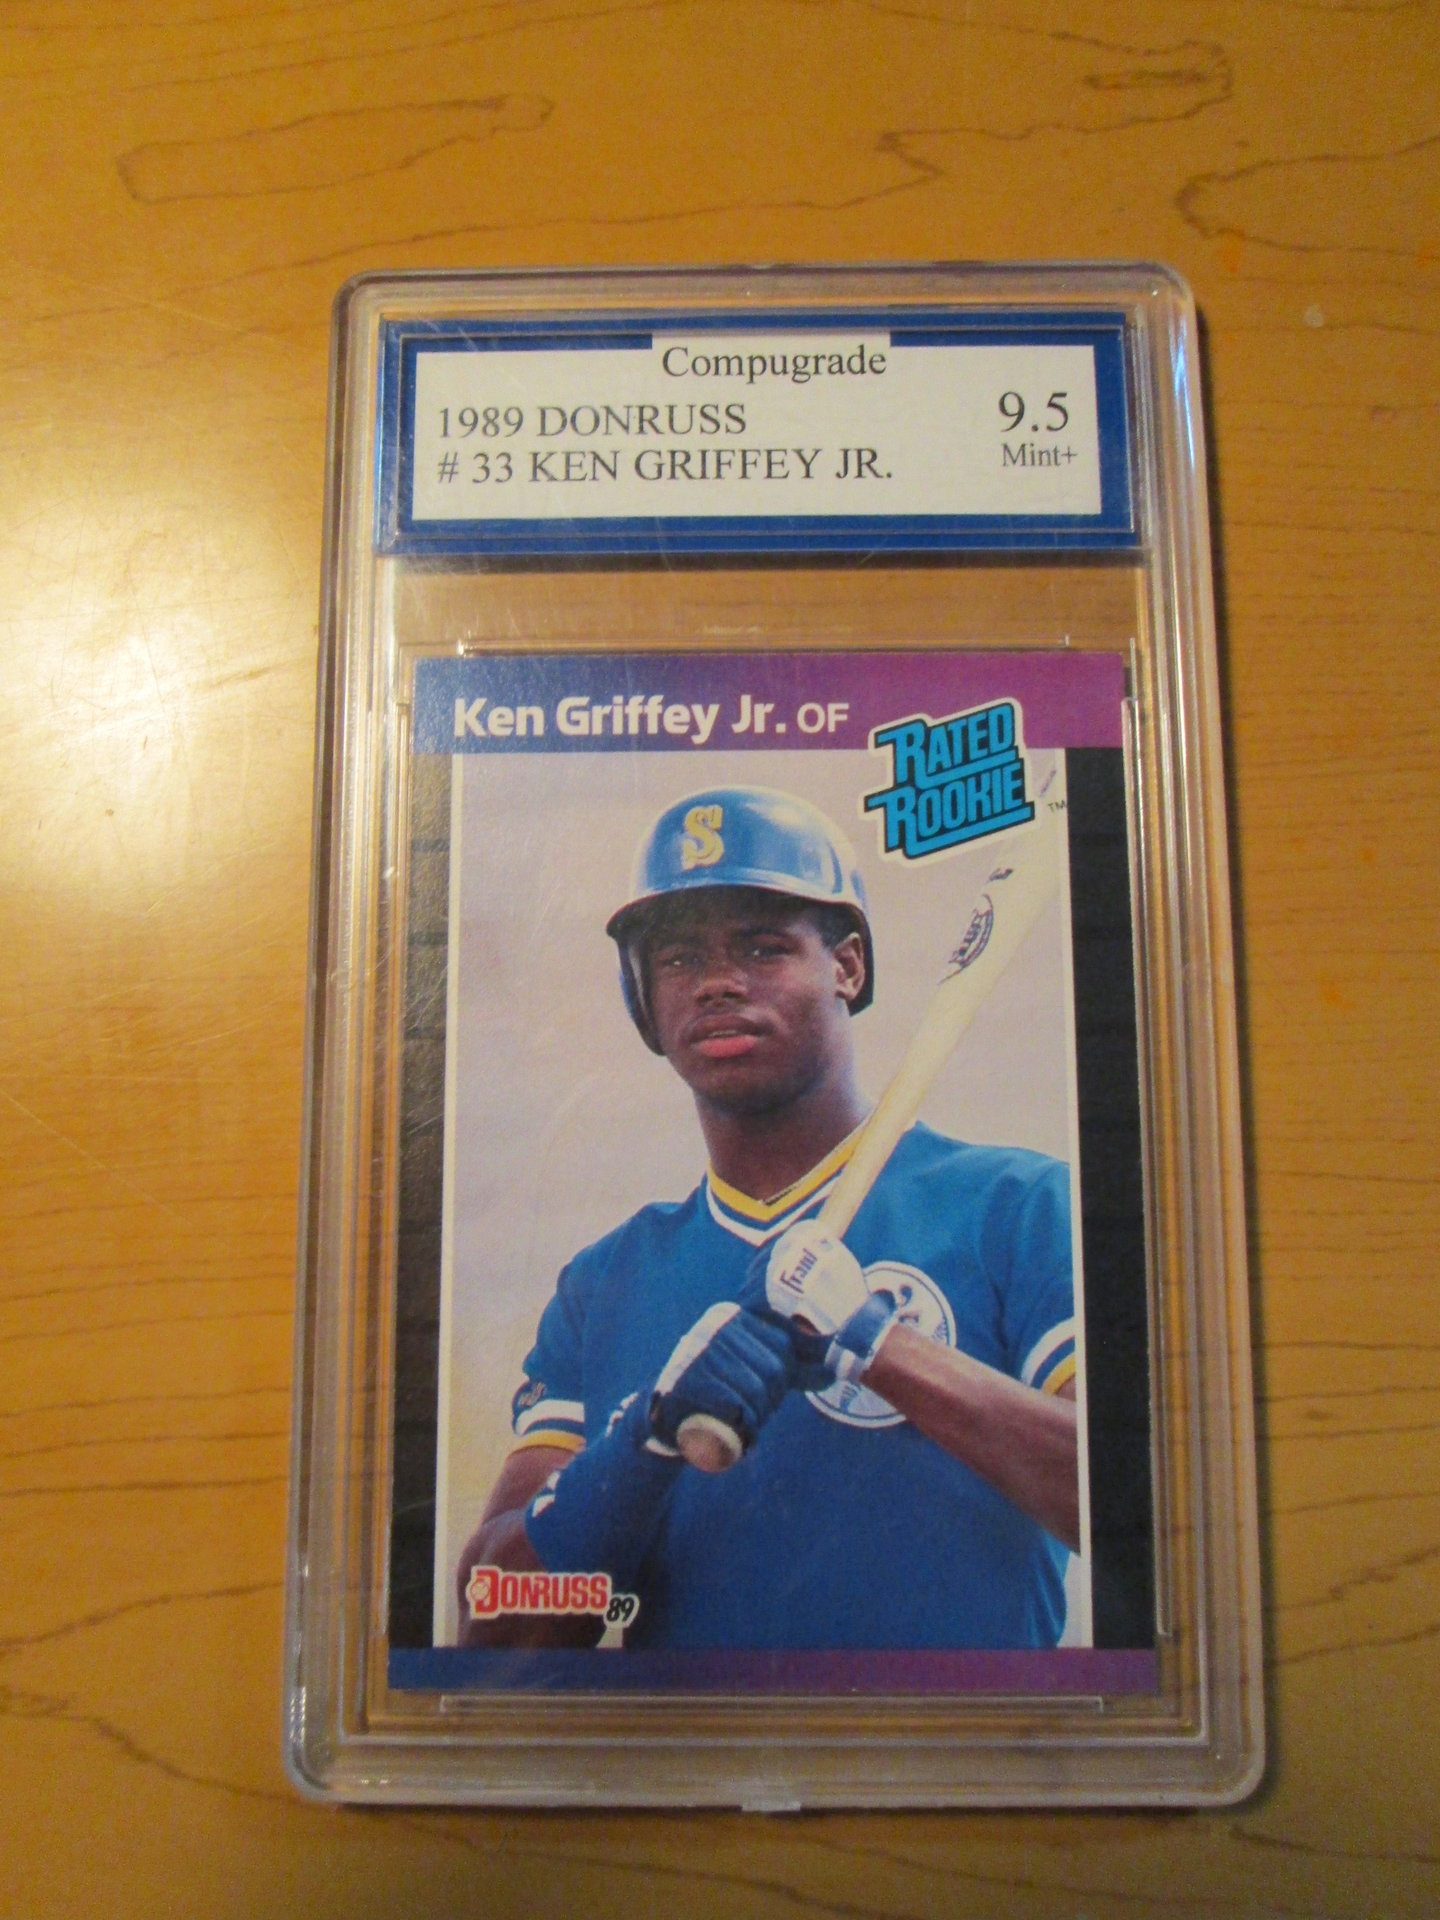 Compugrade
1989 DONRUSS
9.5
# 33 KEN GRIFFEY JR.
Mint+
Ken Griffey Jr. OF
RATED
ROOKIE
TM
S
Franklin
DONRUSS 89